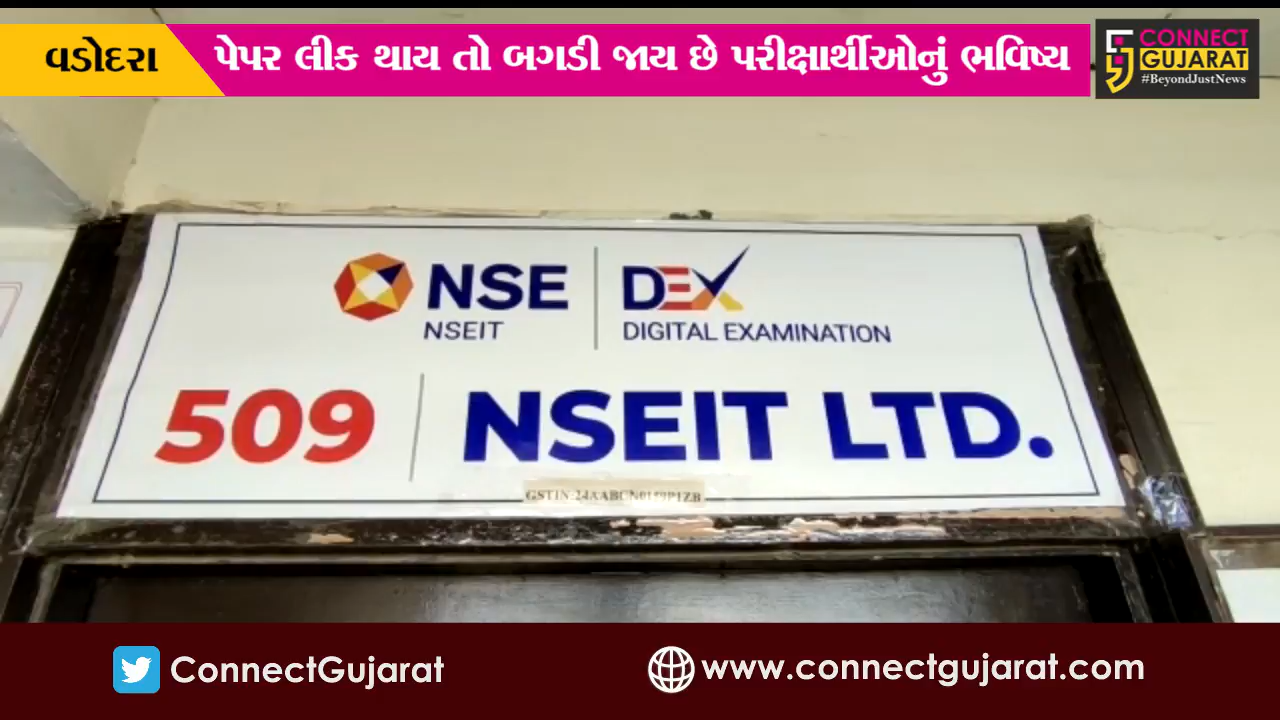 વડોદરા
પેપર લીક થાય તો બગડી જાય છે પરીક્ષાર્થીઓનું ભવિષ્ય
CONNECT
GUJARAT
#BeyondJustNews
NSE
NSEIT
DEX
DIGITAL EXAMINATION
509
NSEIT LTD.
ConnectGujarat
www.connectgujarat.com